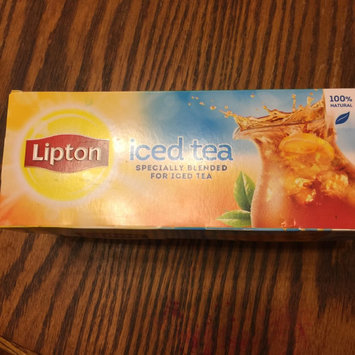 100%
NATURAL
Lipton
iced tea
SPECIALLY BLENDED
FOR ICED TEA